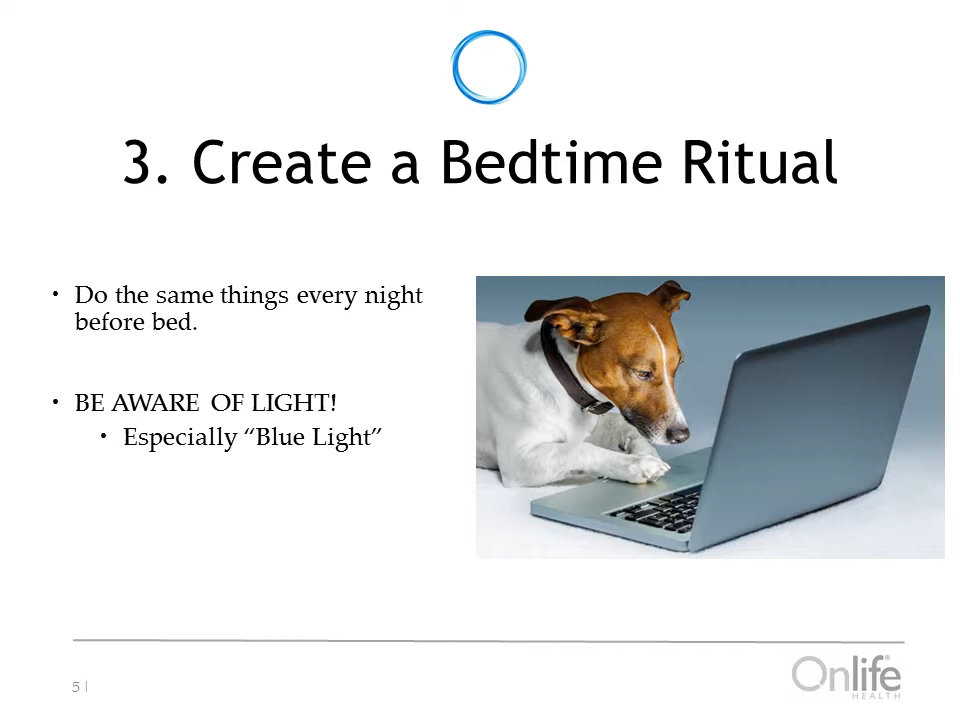 3. Create a Bedtime Ritual
• Do the same things every night
before bed.
• BE AWARE OF LIGHT!
• Especially “Blue Light”
5 |
Onlife
HEALTH